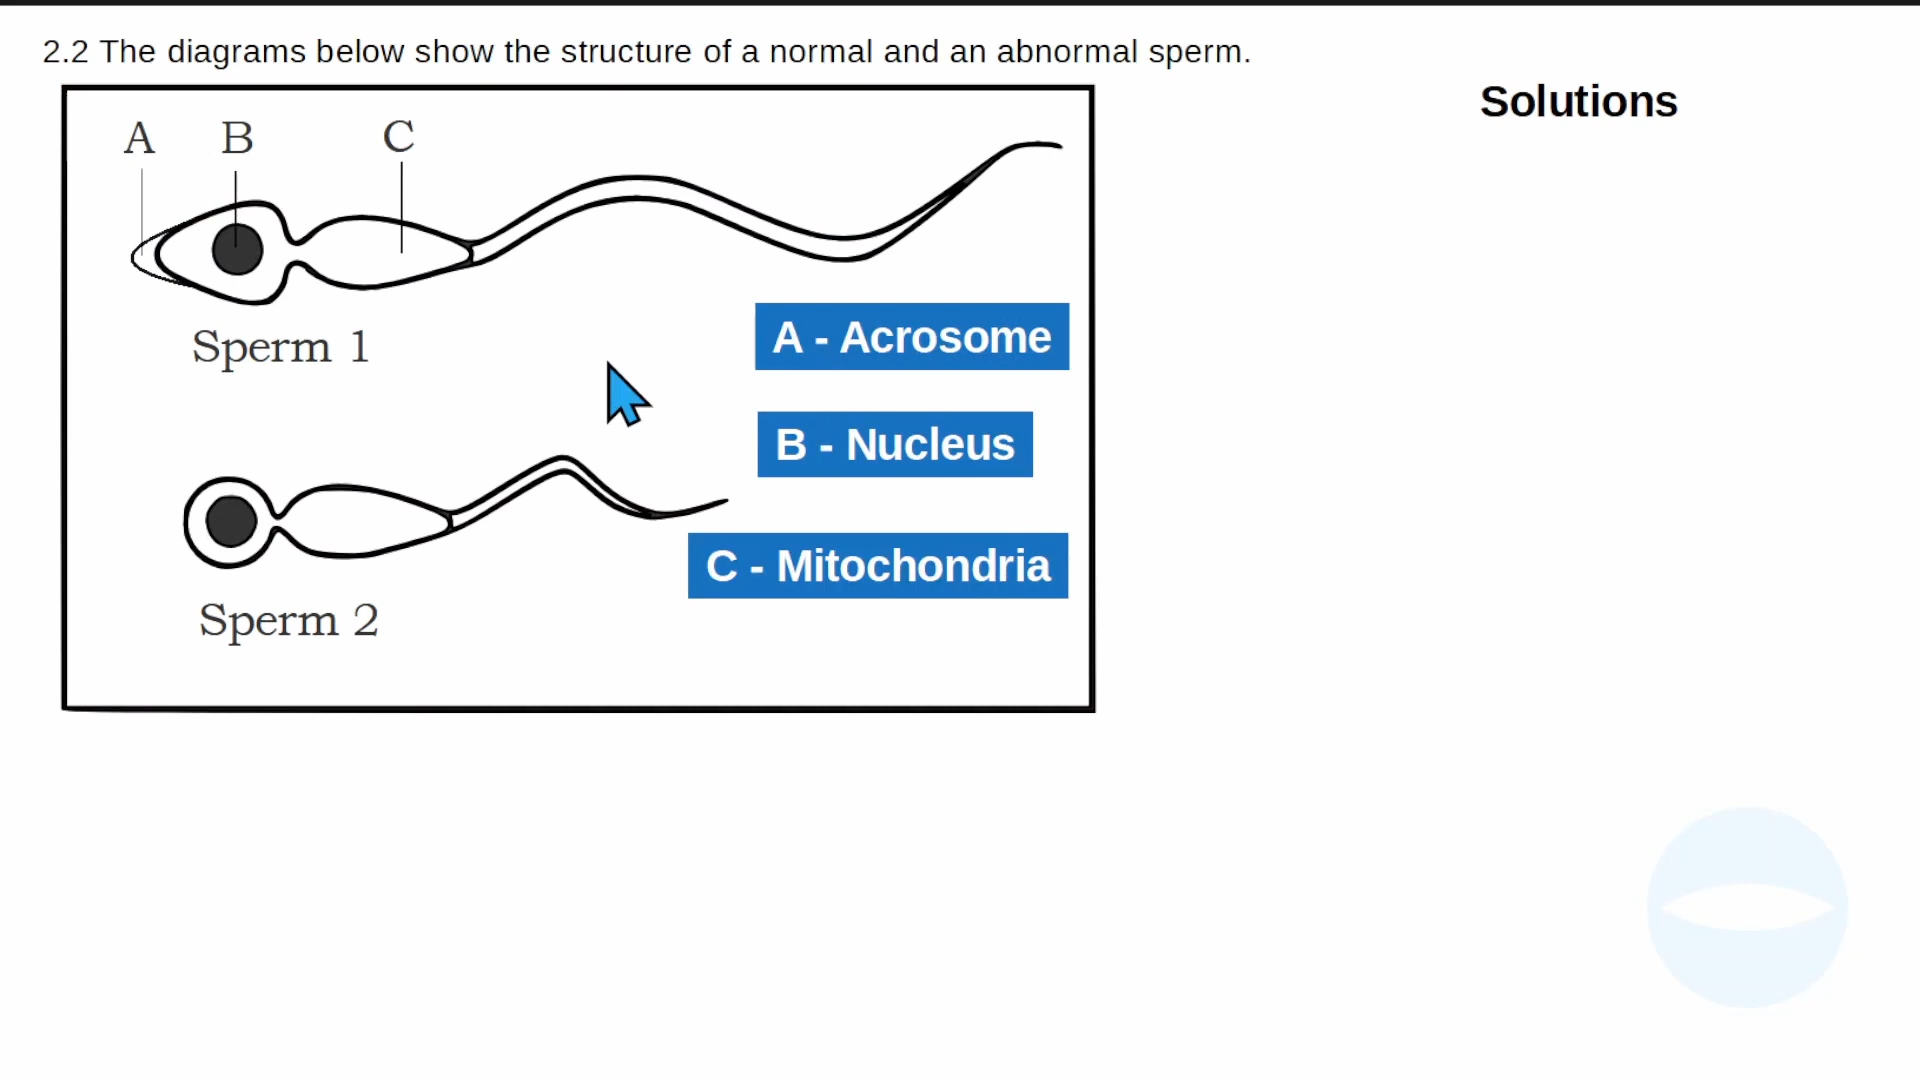 2.2 The diagrams below show the structure of a normal and an abnormal sperm.
Solutions
A B C
Sperm 1
A - Acrosome
B - Nucleus
C - Mitochondria
Sperm 2